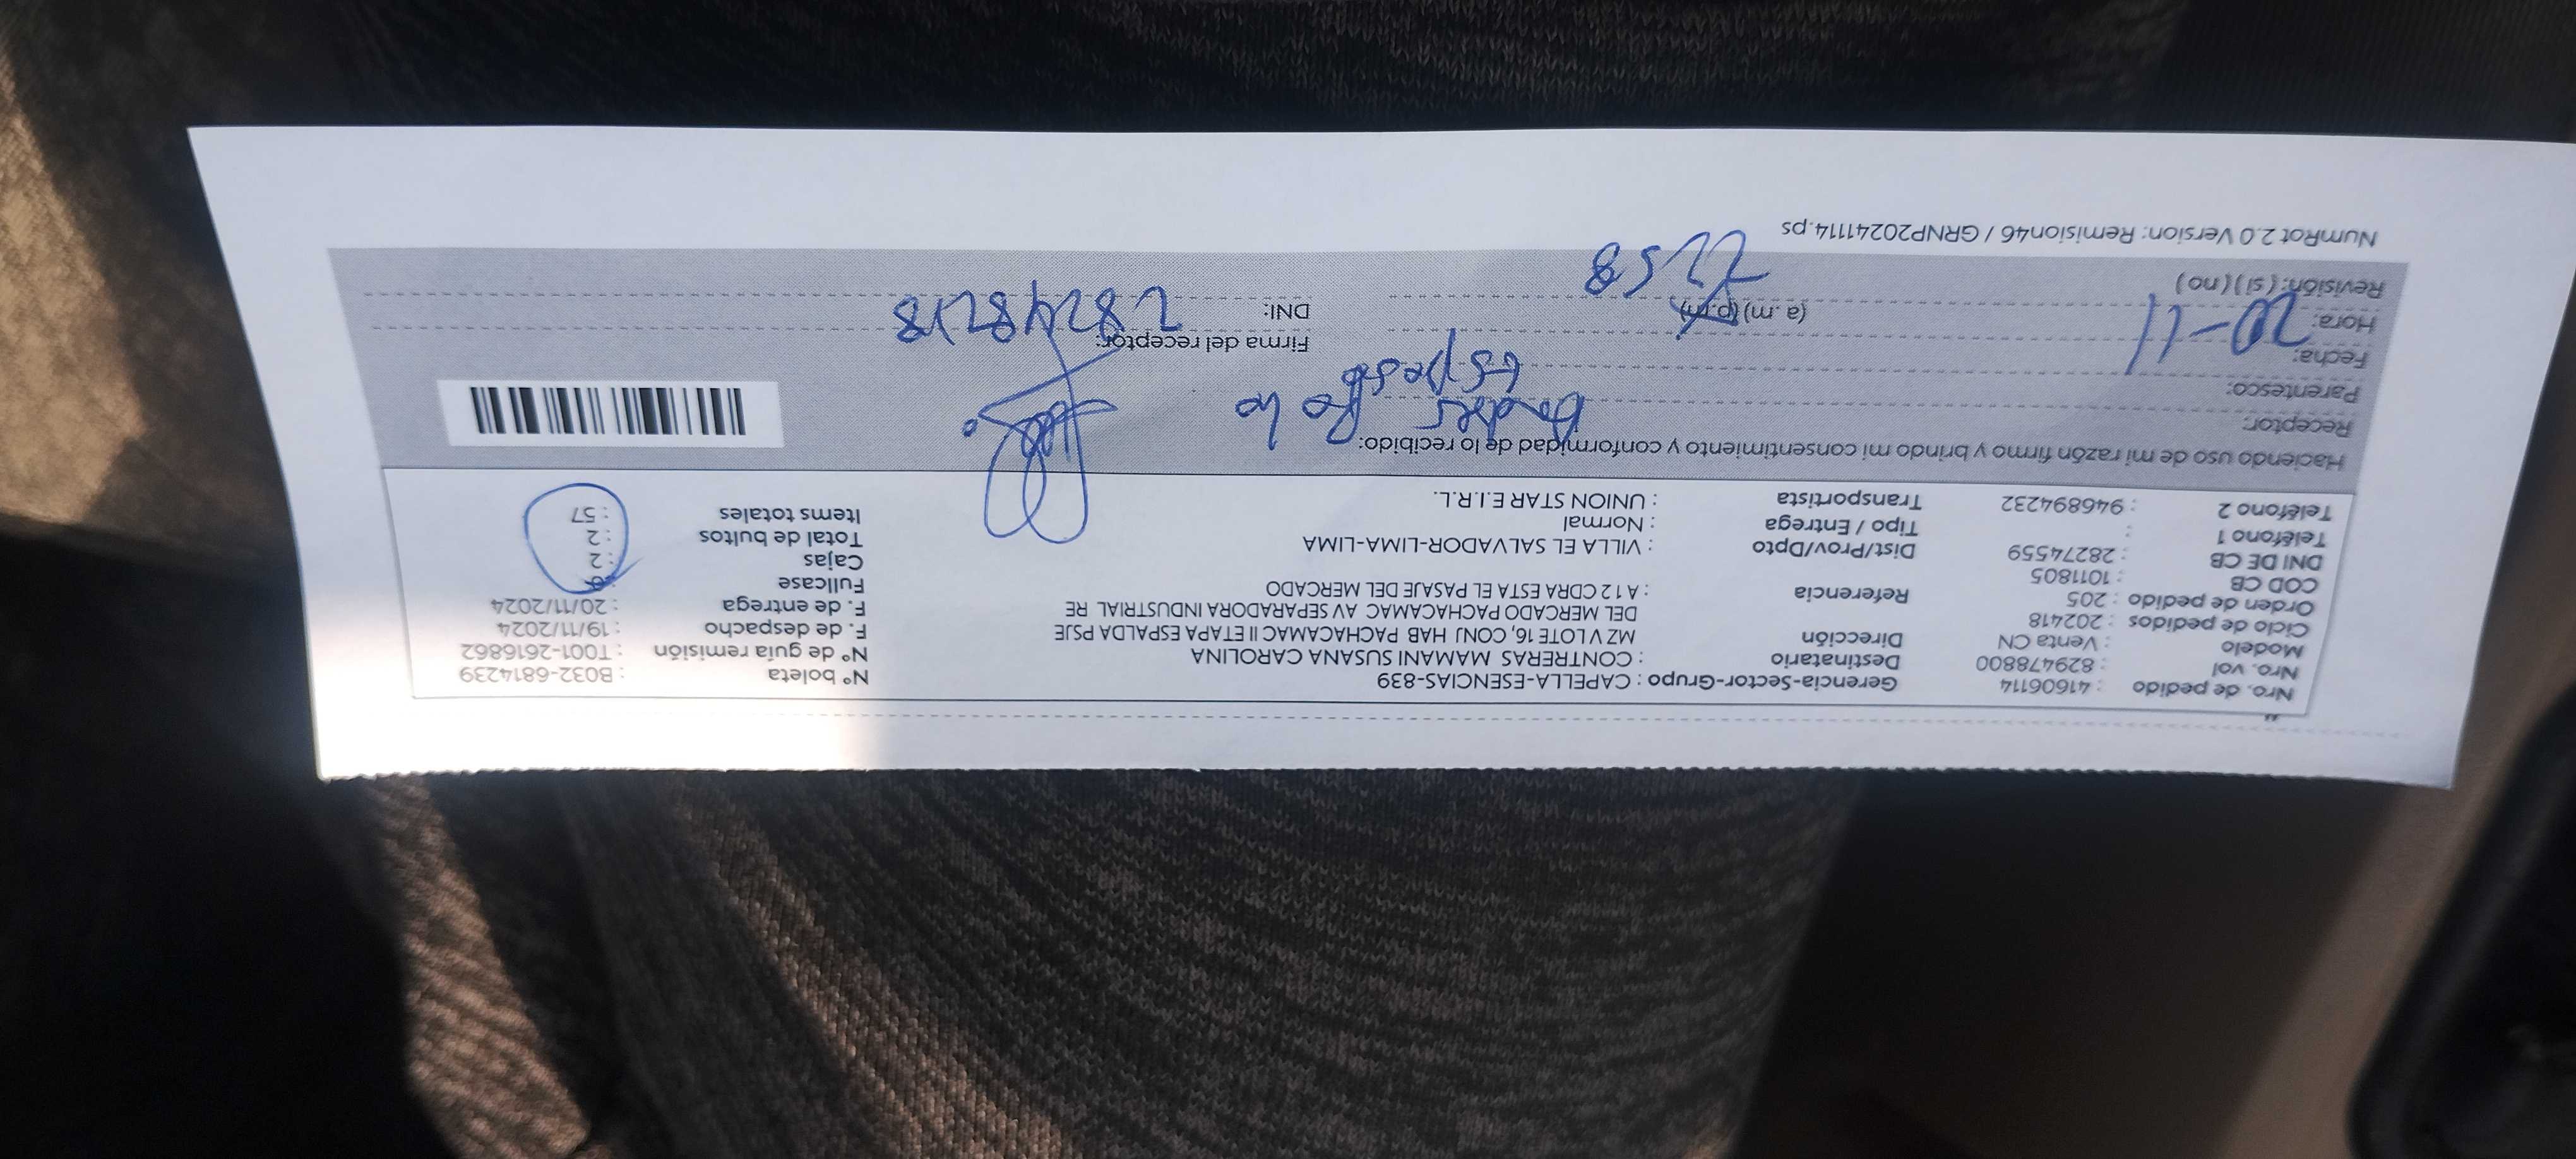 Nro. de pedido : 41606114 Gerencia-Sector-Grupo : CAPELLA-ESENCIAS-839 N° boleta : B032-6814239
Nro. vol : 829478800 Destinatario : CONTRERAS MAMANI SUSANA CAROLINA N° de guía remisión : T001-2616862
Modelo : Venta CN Dirección MZ V LOTE 16, CONJ HAB PACHACAMAC II ETAPA ESPALDA PSJE F. de despacho : 19/11/2024
Ciclo de pedidos : 202418 DEL MERCADO PACHACAMAC AV SEPARADORA INDUSTRIAL RE F. de entrega : 20/11/2024
Orden de pedido : 205 Referencia : A 1 2 CDRA ESTA EL PASAJE DEL MERCADO Fullcase
COD CB : 1011805 Cajas : 2
DNI DE CB : 28274559 Dist/Prov/Dpto : VILLA EL SALVADOR-LIMA-LIMA Total de bultos : 2
Teléfono 1 : Tipo / Entrega : Normal Items totales : 57
Teléfono 2 : 946894232 Transportista : UNION STAR E.I.R.L.
Haciendo uso de mi razón firmo y brindo mi consentimiento y conformidad de lo recibido:
Receptor:
Parentesco:
Fecha: 20-11 Firma del receptor:
Hora: (a.m) (p.m) DNI: 28248218
2258
Revisión: (si) (no)
NumRot 2.0 Version: Remision46 / GRNP20241114.ps